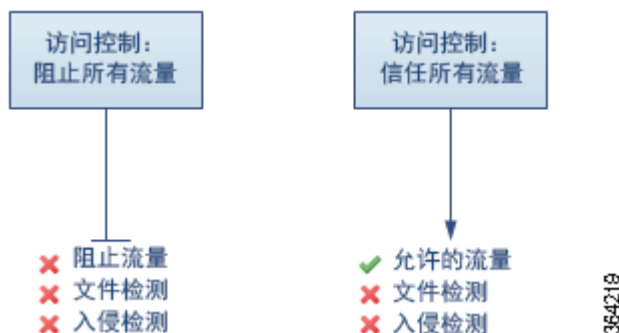 访问控制：
阻止所有流量
阻止流量
文件检测
入侵检测
访问控制：
信任所有流量
允许的流量
文件检测
入侵检测
364219